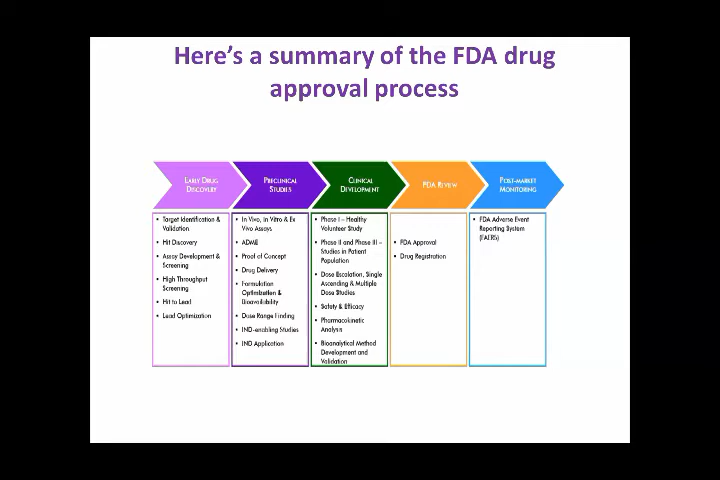 Here's a summary of the FDA drug
approval process
EARLY DRUG
DISCOVERY
PRECLINICAL
STUDIES
CLINICAL
DEVELOPMENT
FDA REVIEW
POST-MARKET
MONITORING
• Target Identification &
Validation
• Hit Discovery
• Assay Development &
Screening
• High Throughput
Screening
• Hit to Lead
• Lead Optimization
• In Vivo, In Vitro & Ex
Vivo Assays
• ADME
• Proof of Concept
• Drug Delivery
• Formulation
Optimization &
Bioavailability
• Dose Range Finding
• IND-enabling Studies
• IND Application
• Phase I – Healthy
Volunteer Study
• Phase II and Phase III –
Studies in Patient
Population
• Dose Escalation, Single
Ascending & Multiple
Dose Studies
• Safety & Efficacy
• Pharmacokinetic
Analysis
• Bioanalytical Method
Development and
Validation
• FDA Approval
• Drug Registration
• FDA Adverse Event
Reporting System
(FAERS)